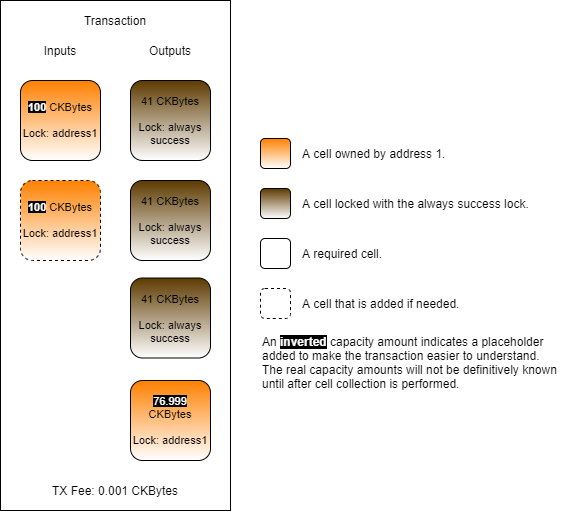 Transaction
Inputs
Outputs
100 CKBytes
Lock: address1
41 CKBytes
Lock: always
success
100 CKBytes
Lock: address1
41 CKBytes
Lock: always
success
41 CKBytes
Lock: always
success
76.999
CKBytes
Lock: address1
TX Fee: 0.001 CKBytes
A cell owned by address 1.
A cell locked with the always success lock.
A required cell.
A cell that is added if needed.
An inverted capacity amount indicates a placeholder
added to make the transaction easier to understand.
The real capacity amounts will not be definitively known
until after cell collection is performed.